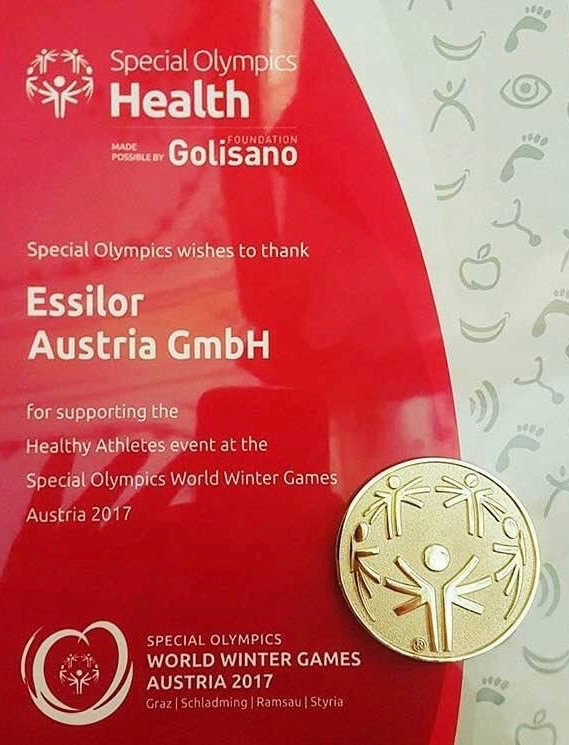 Special Olympics
Health
MADE
POSSIBLE BY
FOUNDATION
Golisano
Special Olympics wishes to thank
Essilor
Austria GmbH
for supporting the
Healthy Athletes event at the
Special Olympics World Winter Games
Austria 2017
®
SPECIAL OLYMPICS
WORLD WINTER GAMES
AUSTRIA 2017
Graz | Schladming | Ramsau | Styria